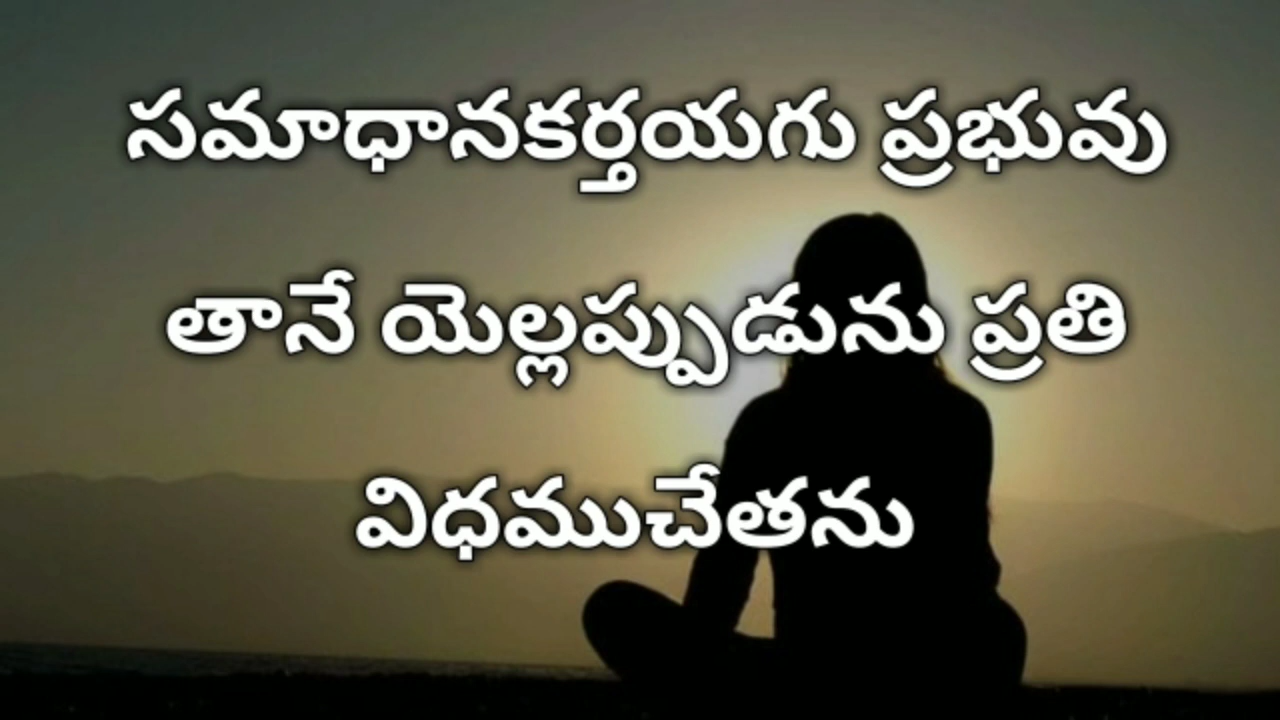 సమాధానకర్తయగు ప్రభువు
తానే యెల్లప్పుడును ప్రతి
విధముచేతను